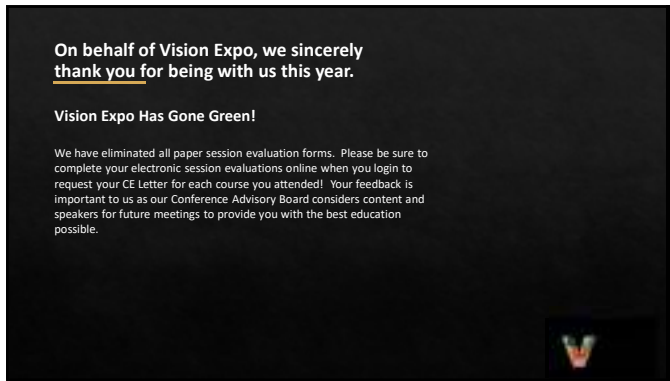 On behalf of Vision Expo, we sincerely
thank you for being with us this year.
Vision Expo Has Gone Green!
We have eliminated all paper session evaluation forms.  Please be sure to
complete your electronic session evaluations online when you login to
request your CE Letter for each course you attended!  Your feedback is
important to us as our Conference Advisory Board considers content and
speakers for future meetings to provide you with the best education
possible.